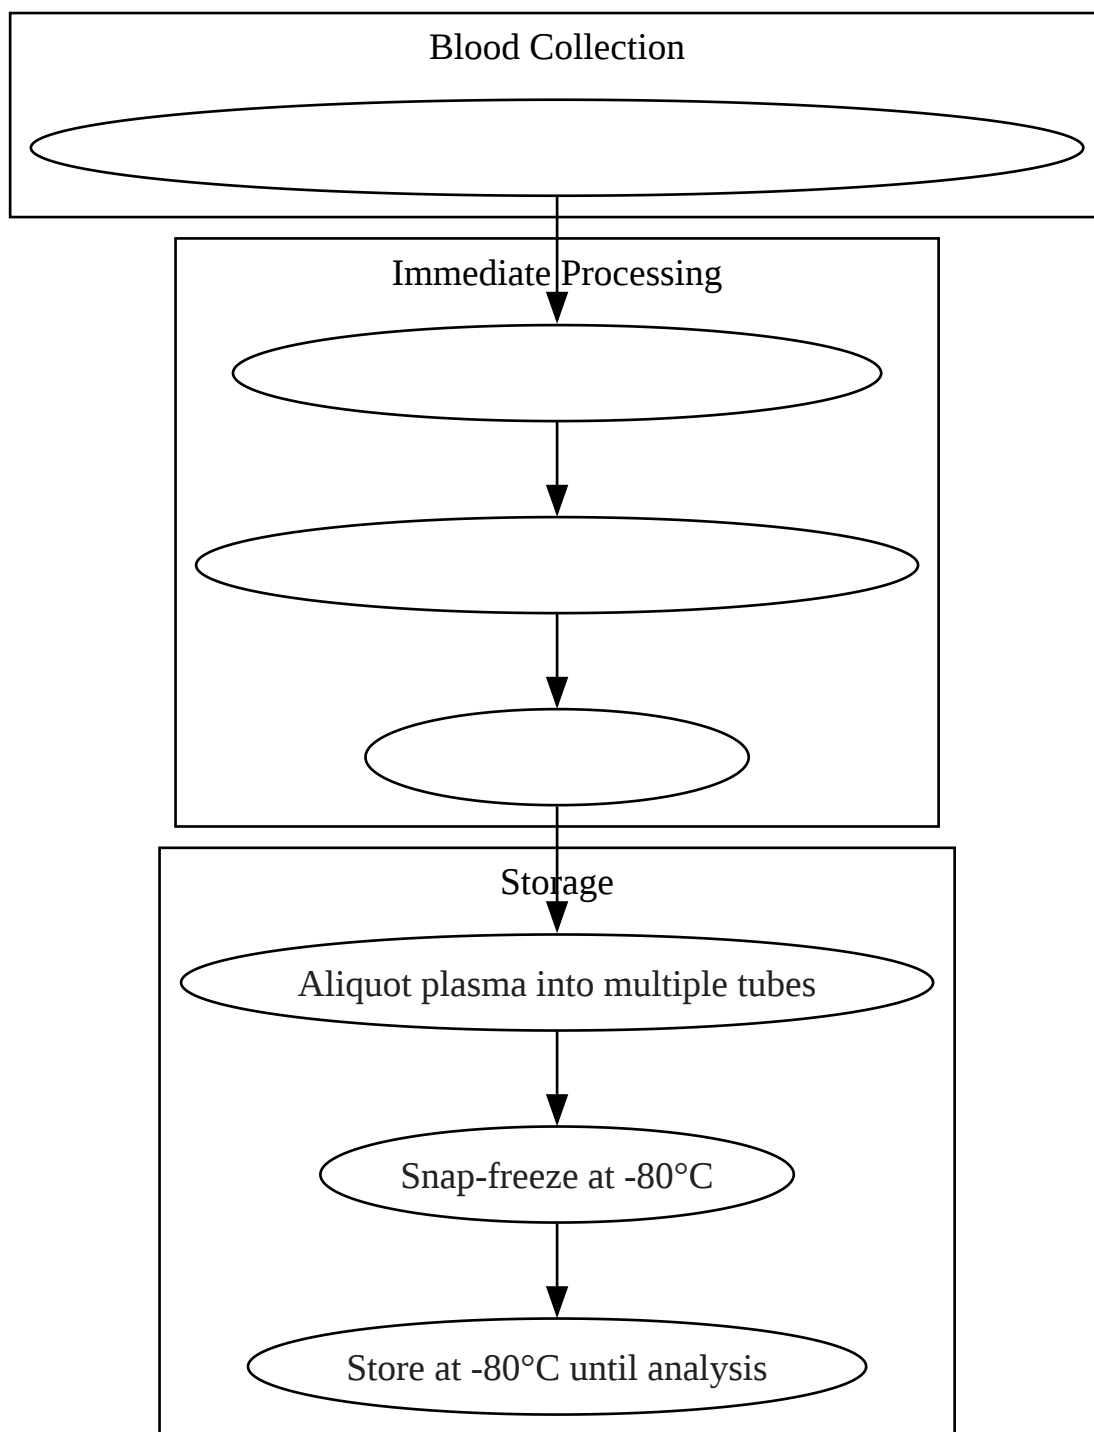 Blood Collection
Immediate Processing
Storage
Aliquot plasma into multiple tubes
Snap-freeze at -80°C
Store at -80°C until analysis